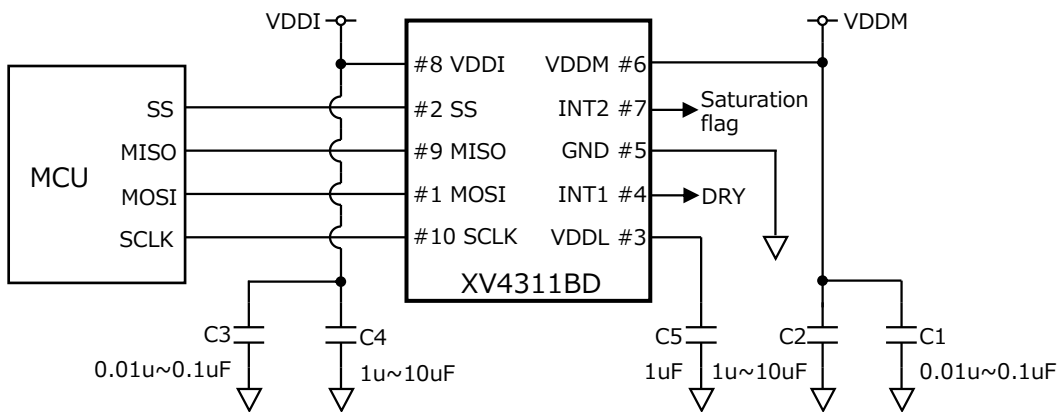 VDDI
VDDM
MCU
SS
MISO
MOSI
SCLK
#8 VDDI
#2 SS
#9 MISO
#1 MOSI
#10 SCLK
VDDM #6
INT2 #7
GND #5
INT1 #4
VDDL #3
XV4311BD
Saturation
flag
DRY
C3
0.01u~0.1uF
C4
1u~10uF
C5
1uF
C2
1u~10uF
C1
0.01u~0.1uF